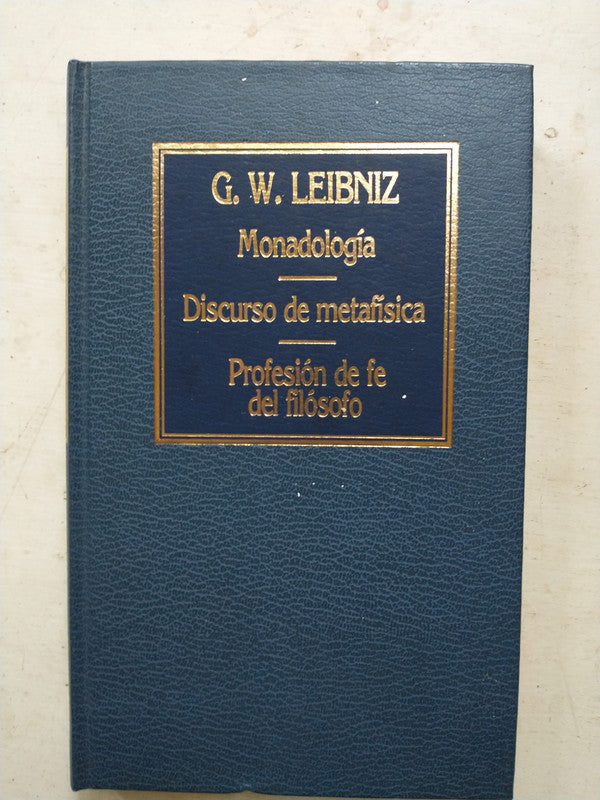 G. W. LEIBNIZ
Monadología
Discurso de metafísica
Profesión de fe
del filósofo